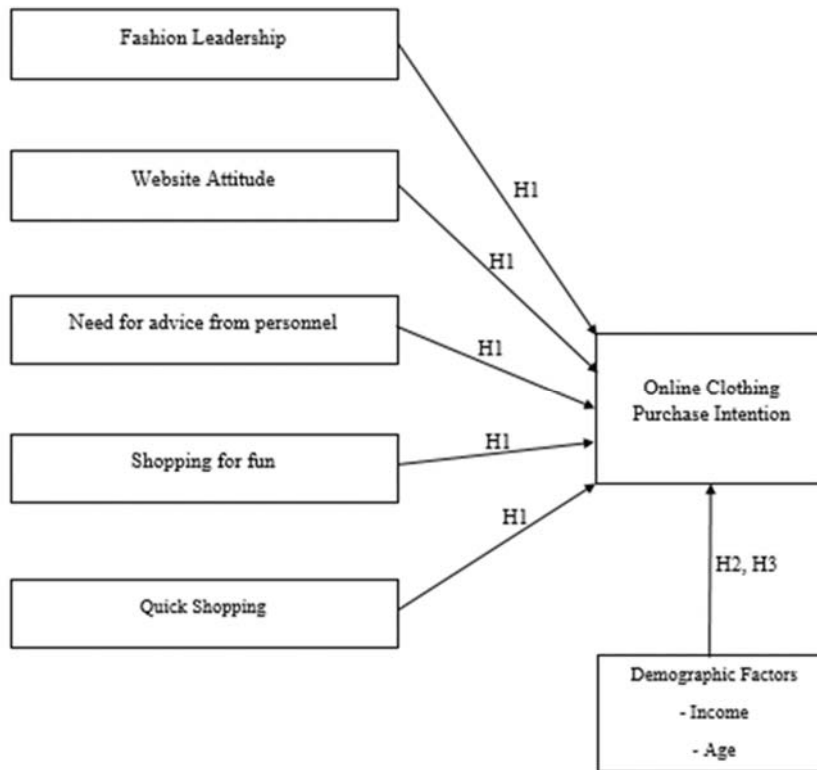 Fashion Leadership
H1
Website Attitude
H1
Need for advice from personnel
H1
Online Clothing
Purchase Intention
Shopping for fun
H1
H1
Quick Shopping
H2, H3
Demographic Factors
- Income
- Age